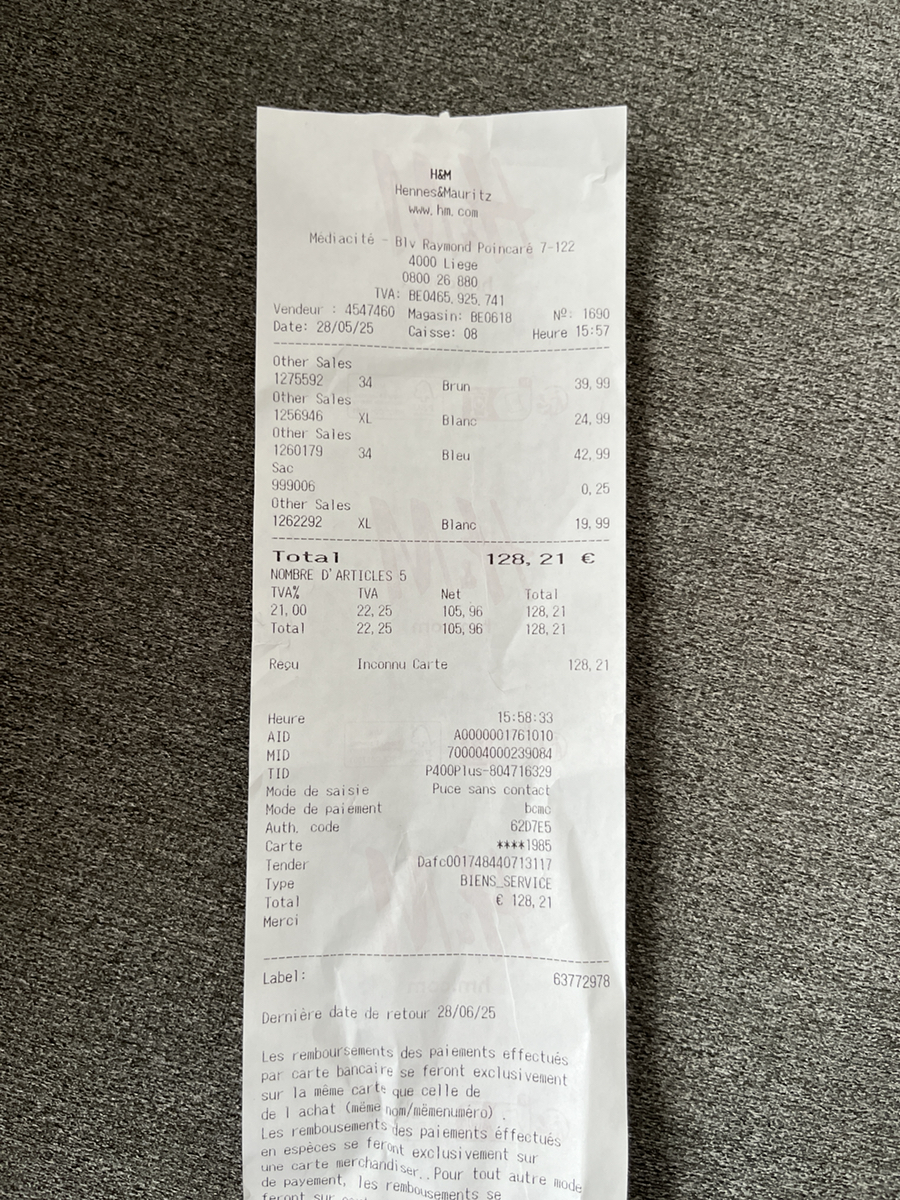 H&M
Hennes&Mauritz
www.hm.com
Médiacité - Blv Raymond Poincaré 7-122
4000 Liege
0800 26 880
TVA: BE0465.925.741
Vendeur : 4547460 Magasin: BE0618 Nº: 1690
Date: 28/05/25 Caisse: 08 Heure 15:57
Other Sales
1275592 34 Brun 39,99
Other Sales
1256946 XL Blanc 24,99
Other Sales
1260179 34 Bleu 42,99
Sac
999006 0,25
Other Sales
1262292 XL Blanc 19,99
Total 128,21 €
NOMBRE D'ARTICLES 5
TVA% TVA Net Total
21,00 22,25 105,96 128,21
Total 22,25 105,96 128,21
Reçu Inconnu Carte 128,21
Heure 15:58:33
AID A0000001761010
MID 700004000239084
TID P400Plus-804716329
Mode de saisie Puce sans contact
Mode de paiement bcmc
Auth. code 62D7E5
Carte ****1985
Tender Dafc001748440713117
Type BIENS_SERVICE
Total € 128,21
Merci
Label: 63772978
Dernière date de retour 28/06/25
Les remboursements des paiements effectués
par carte bancaire se feront exclusivement
sur la même carte que celle de
de l achat (même nom/mêmenuméro) .
Les rembousements des paiements éffectués
en espèces se feront exclusivement sur
une carte merchandiser..Pour tout autre mode
de payement, les rembousements se
feront sur